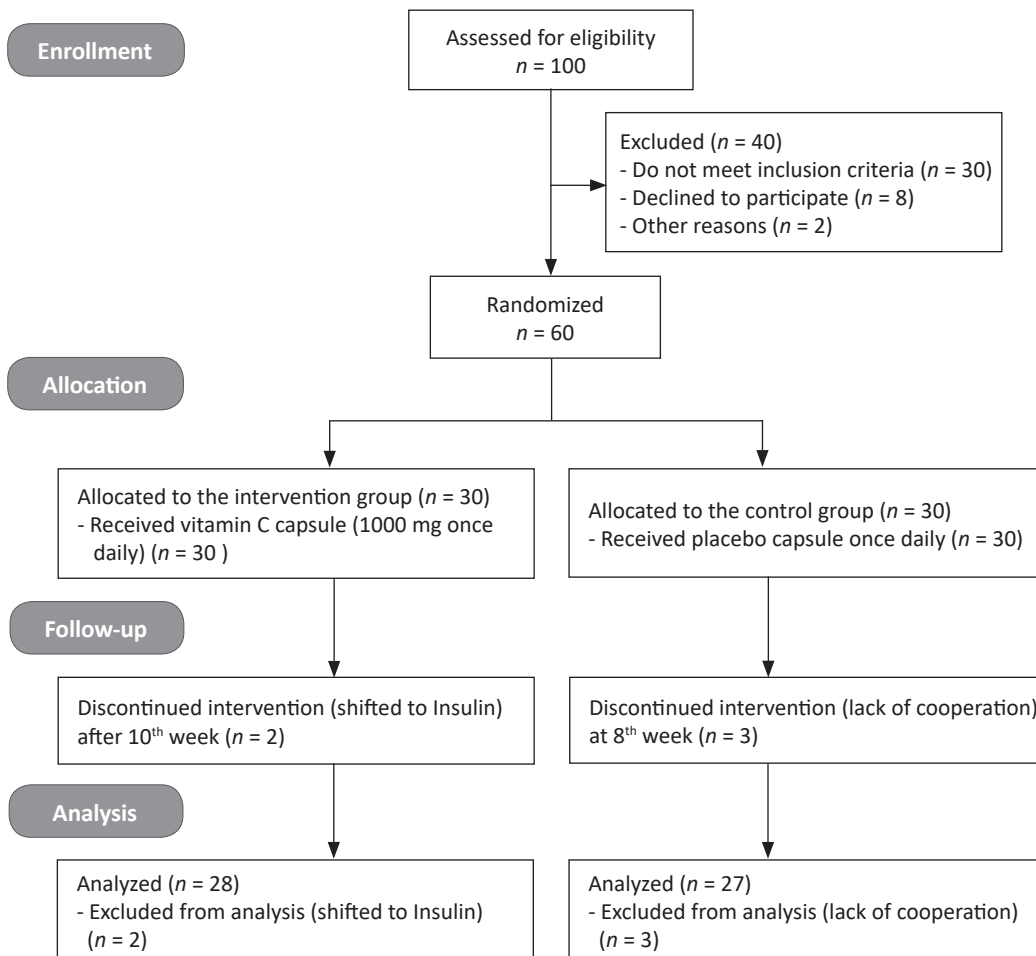 Enrollment
Assessed for eligibility
n = 100
Excluded (n = 40)
- Do not meet inclusion criteria (n = 30)
- Declined to participate (n = 8)
- Other reasons (n = 2)
Randomized
n = 60
Allocation
Allocated to the intervention group (n = 30)
- Received vitamin C capsule (1000 mg once
daily) (n = 30 )
Allocated to the control group (n = 30)
- Received placebo capsule once daily (n = 30)
Follow-up
Discontinued intervention (shifted to Insulin)
after 10th week (n = 2)
Discontinued intervention (lack of cooperation)
at 8th week (n = 3)
Analysis
Analyzed (n = 28)
- Excluded from analysis (shifted to Insulin)
(n = 2)
Analyzed (n = 27)
- Excluded from analysis (lack of cooperation)
(n = 3)